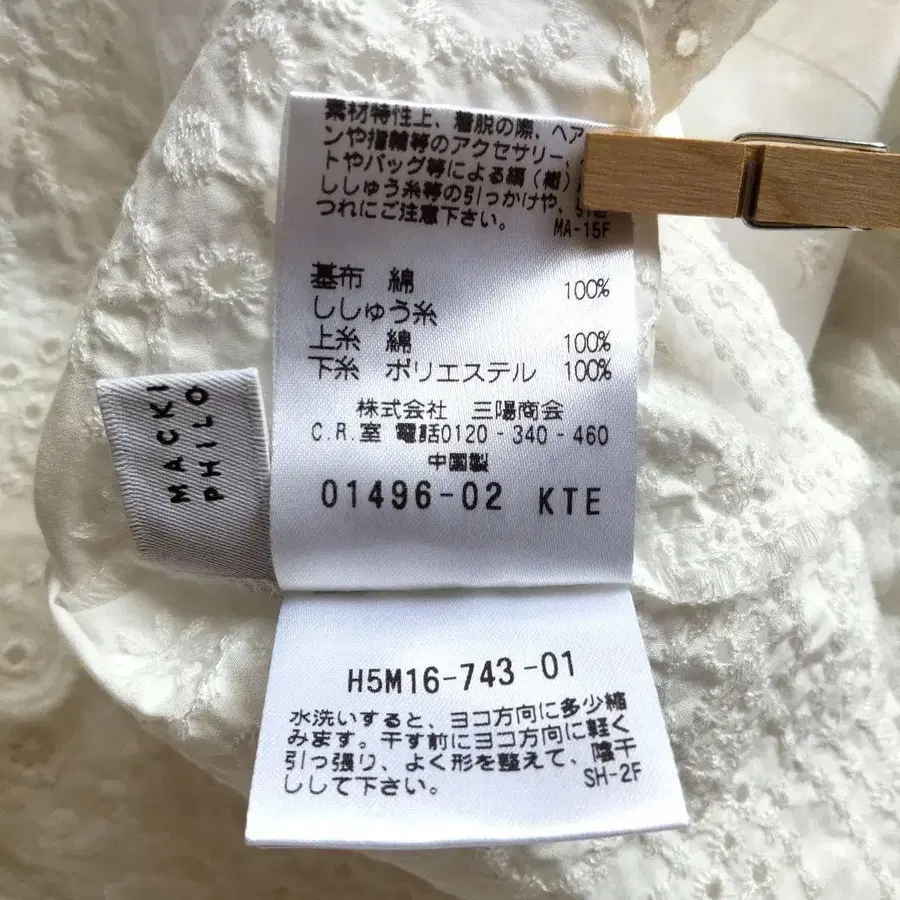 素材特性上、着脱の際、ヘア
ンや指輪等のアクセサリー、
トやバッグ等による綿（糸）
ししゅう糸等の引っかけや、引き
つれにご注意下さい。
MA-15F
基布 綿 100%
ししゅう糸
上糸 綿 100%
下糸 ポリエステル 100%
株式会社 三陽商会
C.R.室 電話0120-340-460
中国製
01496-02 KTE
MACKI
PHILO
H5M16-743-01
水洗いすると、ヨコ方向に多少縮
みます。干す前にヨコ方向に軽く
引っ張り、よく形を整えて、陰干
しして下さい。
SH-2F